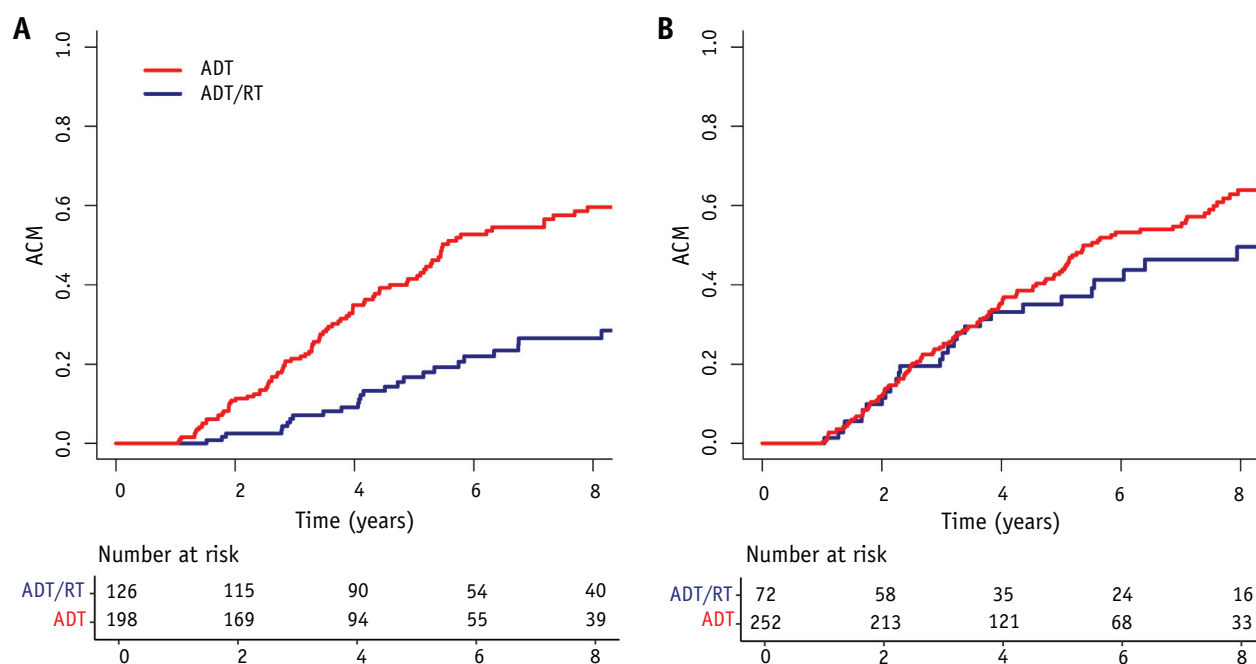 A
1.0
0.8
0.6
0.4
0.2
0.0
ACM
ADT
ADT/RT
0 2 4 6 8
Time (years)
Number at risk
ADT/RT 126 115 90 54 40
ADT 198 169 94 55 39
0 2 4 6 8
B
1.0
0.8
0.6
0.4
0.2
0.0
ACM
0 2 4 6 8
Time (years)
Number at risk
ADT/RT 72 58 35 24 16
ADT 252 213 121 68 33
0 2 4 6 8